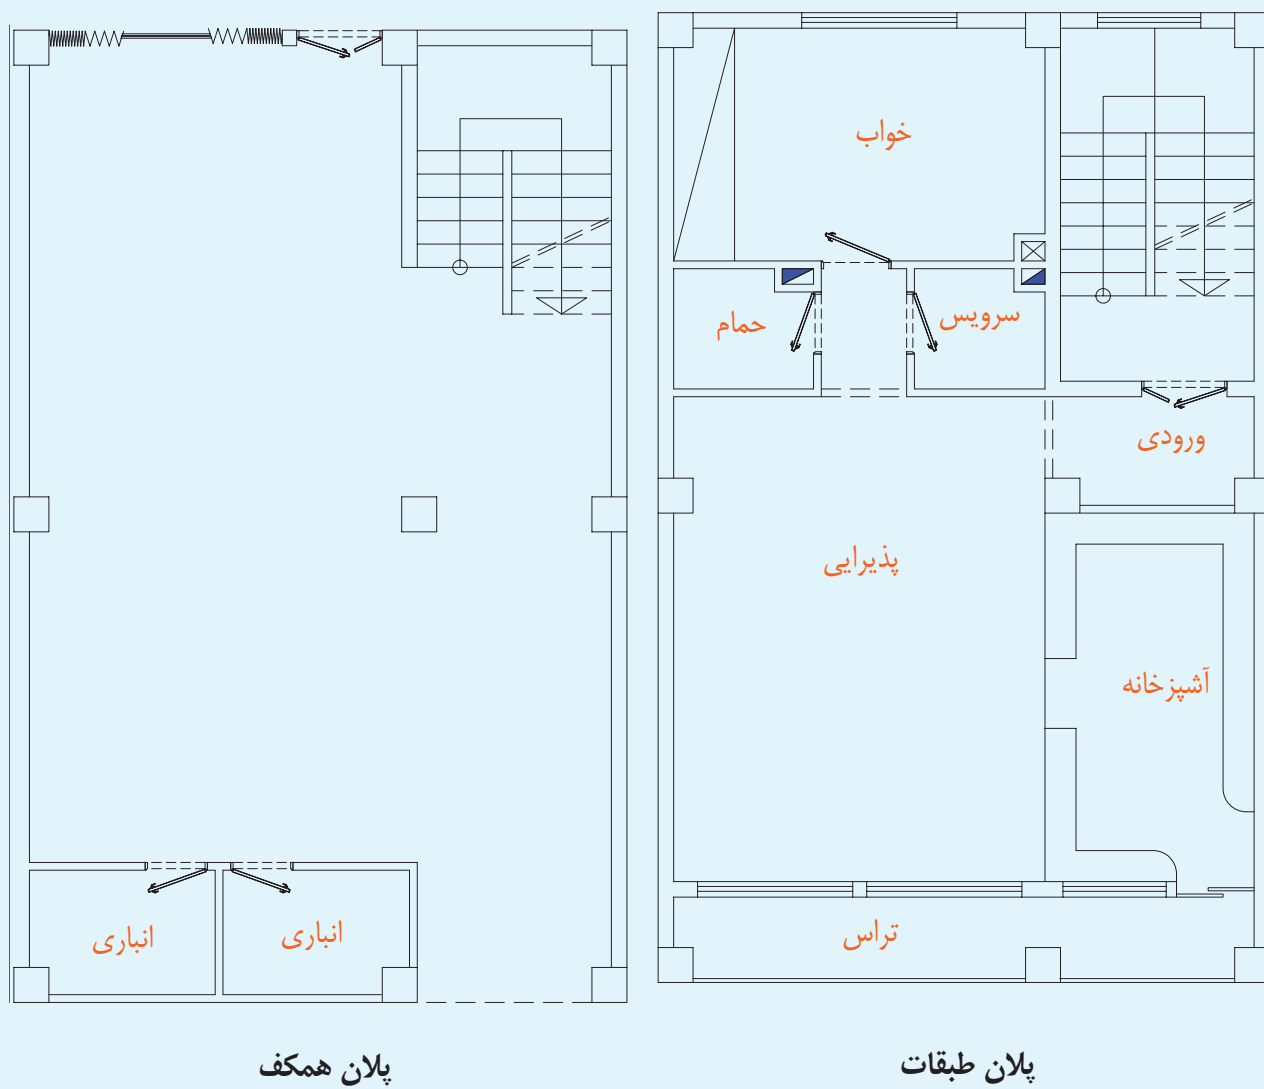 خواب
حمام
سرویس
ورودی
پذیرایی
آشپزخانه
تراس
پلان طبقات
انباری
انباری
پلان همکف